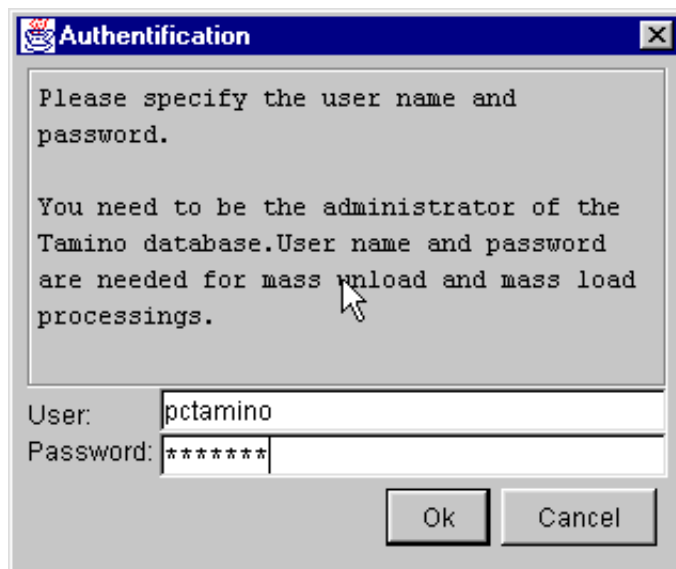 Authentification
Please specify the user name and
password.
You need to be the administrator of the
Tamino database.User name and password
are needed for mass unload and mass load
processings.
User: pctamino
Password: *******
Ok Cancel